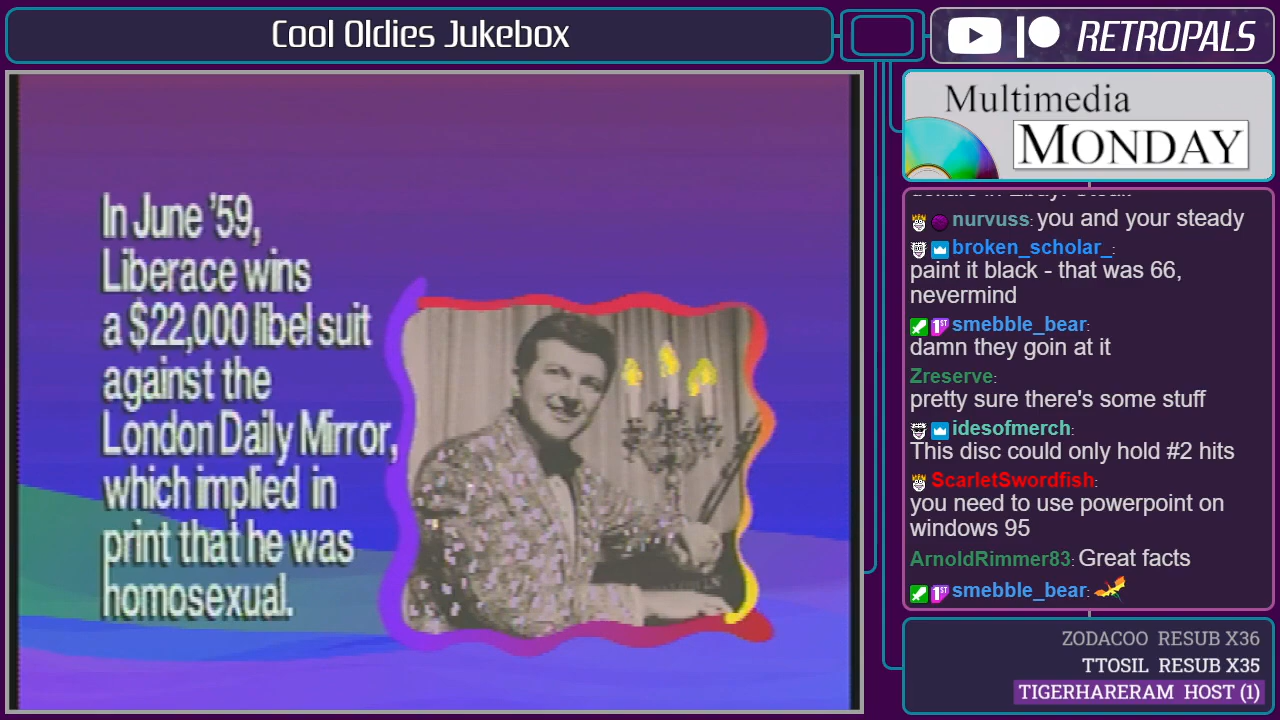 Cool Oldies Jukebox
RETROPALS
Multimedia
MONDAY
In June '59,
Liberace wins
a $22,000 libel suit
against the
London Daily Mirror,
which implied in
print that he was
homosexual.
nurvuss: you and your steady
broken_scholar_:
paint it black - that was 66,
nevermind
smebble_bear:
damn they goin at it
Zreserve:
pretty sure there's some stuff
idesofmerch:
This disc could only hold #2 hits
ScarletSwordfish:
you need to use powerpoint on
windows 95
ArnoldRimmer83: Great facts
smebble_bear:
ZODACOO RESUB X36
TTOSIL RESUB X35
TIGERHARERAM HOST (1)